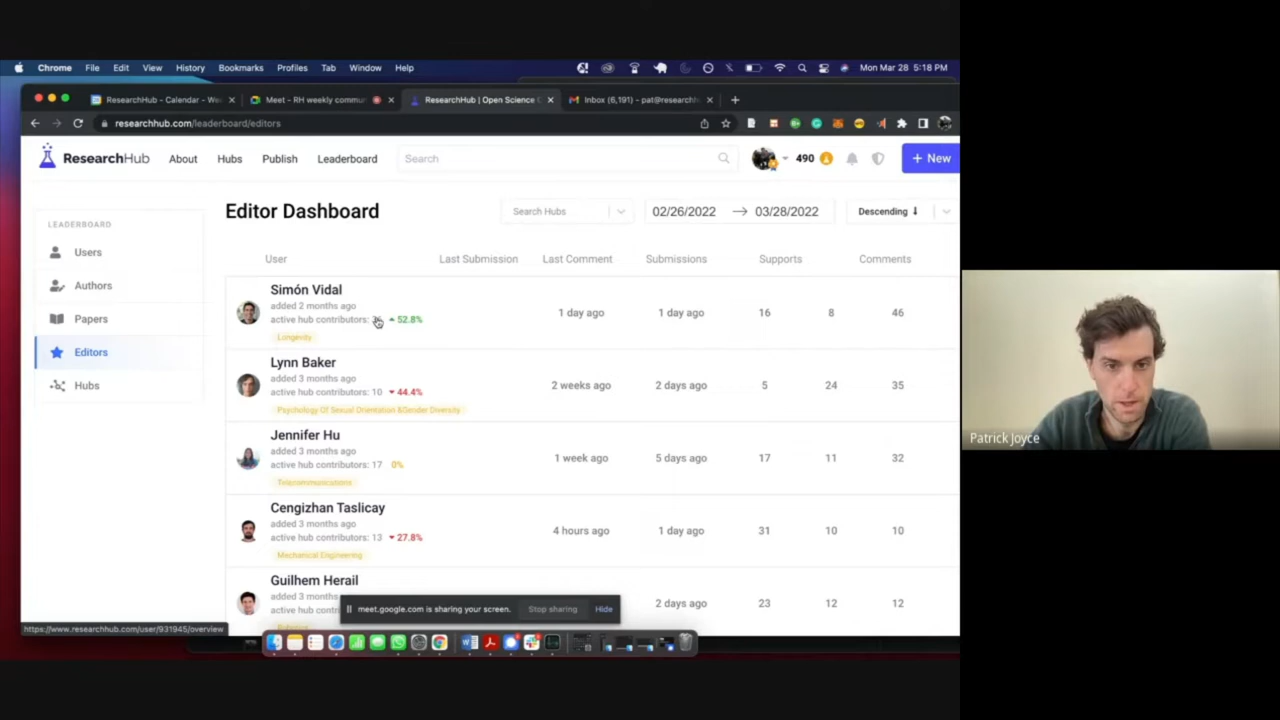 Chrome File Edit View History Bookmarks Profiles Tab Window Help Mon Mar 28 5:18 PM
ResearchHub - Calendar - We Meet - RH weekly commu ResearchHub | Open Science C Inbox (6,191) - pat@research
researchhub.com/leaderboard/editors
ResearchHub About Hubs Publish Leaderboard Search 490 + New
LEADERBOARD
Users
Authors
Papers
Editors
Hubs
Editor Dashboard Search Hubs 02/26/2022 → 03/28/2022 Descending ↓
User Last Submission Last Comment Submissions Supports Comments
Simón Vidal
added 2 months ago
active hub contributors: 52.8%
Longevity
1 day ago 1 day ago 16 8 46
Lynn Baker
added 3 months ago
active hub contributors: 10 44.4%
Psychology Of Sexual Orientation &Gender Diversity
2 weeks ago 2 days ago 5 24 35
Jennifer Hu
added 3 months ago
active hub contributors: 17 0%
Telecommunications
1 week ago 5 days ago 17 11 32
Cengizhan Taslicay
added 3 months ago
active hub contributors: 13 27.8%
Mechanical Engineering
4 hours ago 1 day ago 31 10 10
Guilhem Herail
added 3 months
active hub contributors
2 days ago 23 12 12
meet.google.com is sharing your screen. Stop sharing Hide
https://www.researchhub.com/user/931945/overview
Patrick Joyce